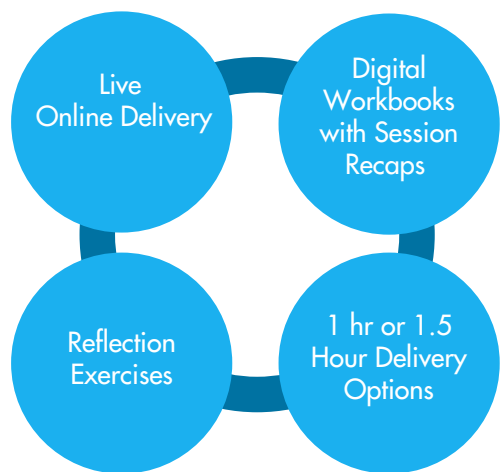 Live
Online Delivery
Digital
Workbooks
with Session
Recaps
Reflection
Exercises
1 hr or 1.5
Hour Delivery
Options